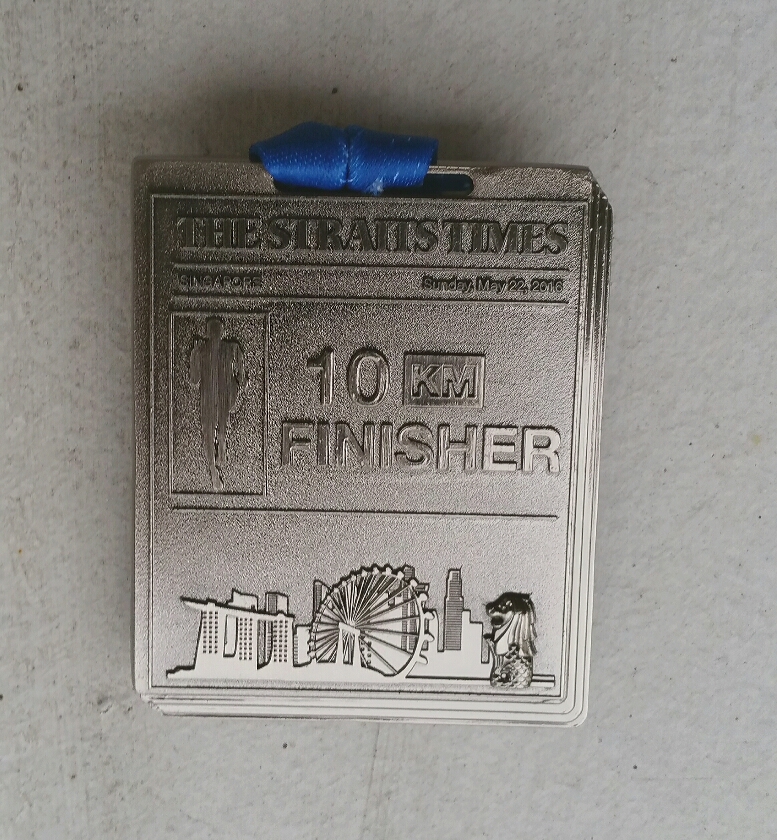 THE STRAITS TIMES
SINGAPORE Sunday, May 22, 2016
10 KM
FINISHER